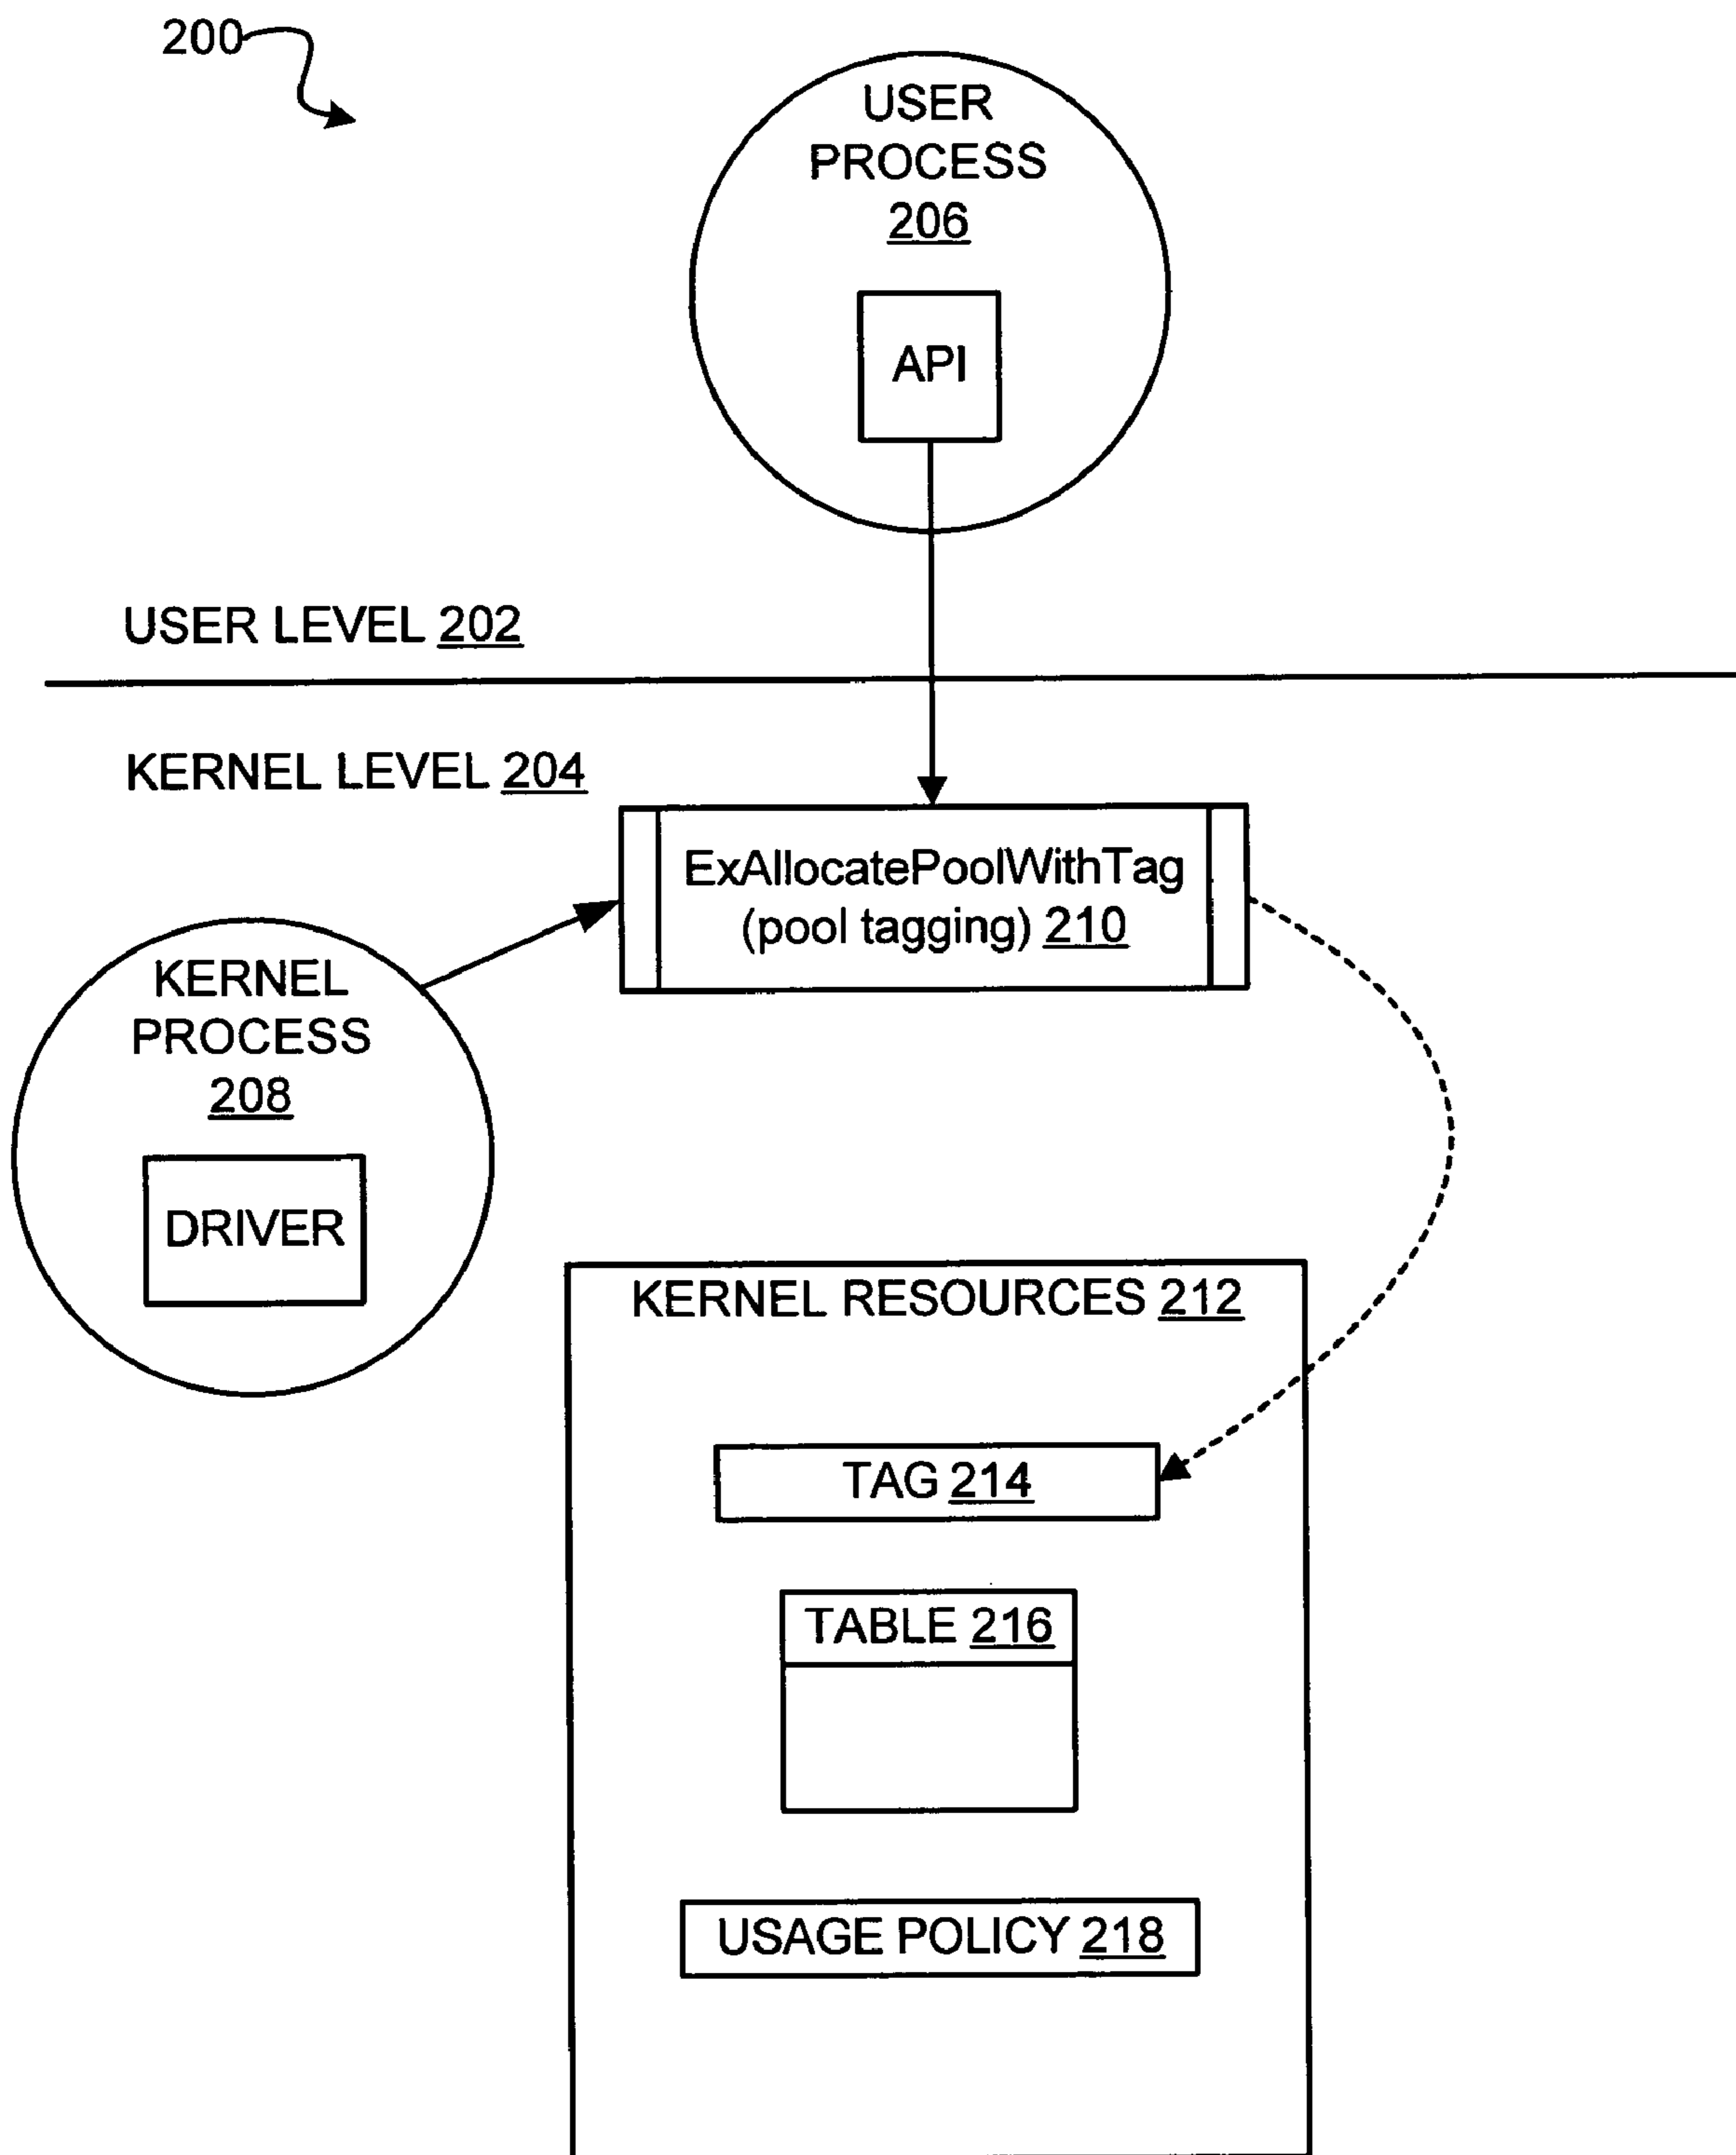 200
USER
PROCESS
206
API
USER LEVEL 202
KERNEL LEVEL 204
ExAllocatePoolWithTag
(pool tagging) 210
KERNEL
PROCESS
208
DRIVER
KERNEL RESOURCES 212
TAG 214
TABLE 216
USAGE POLICY 218